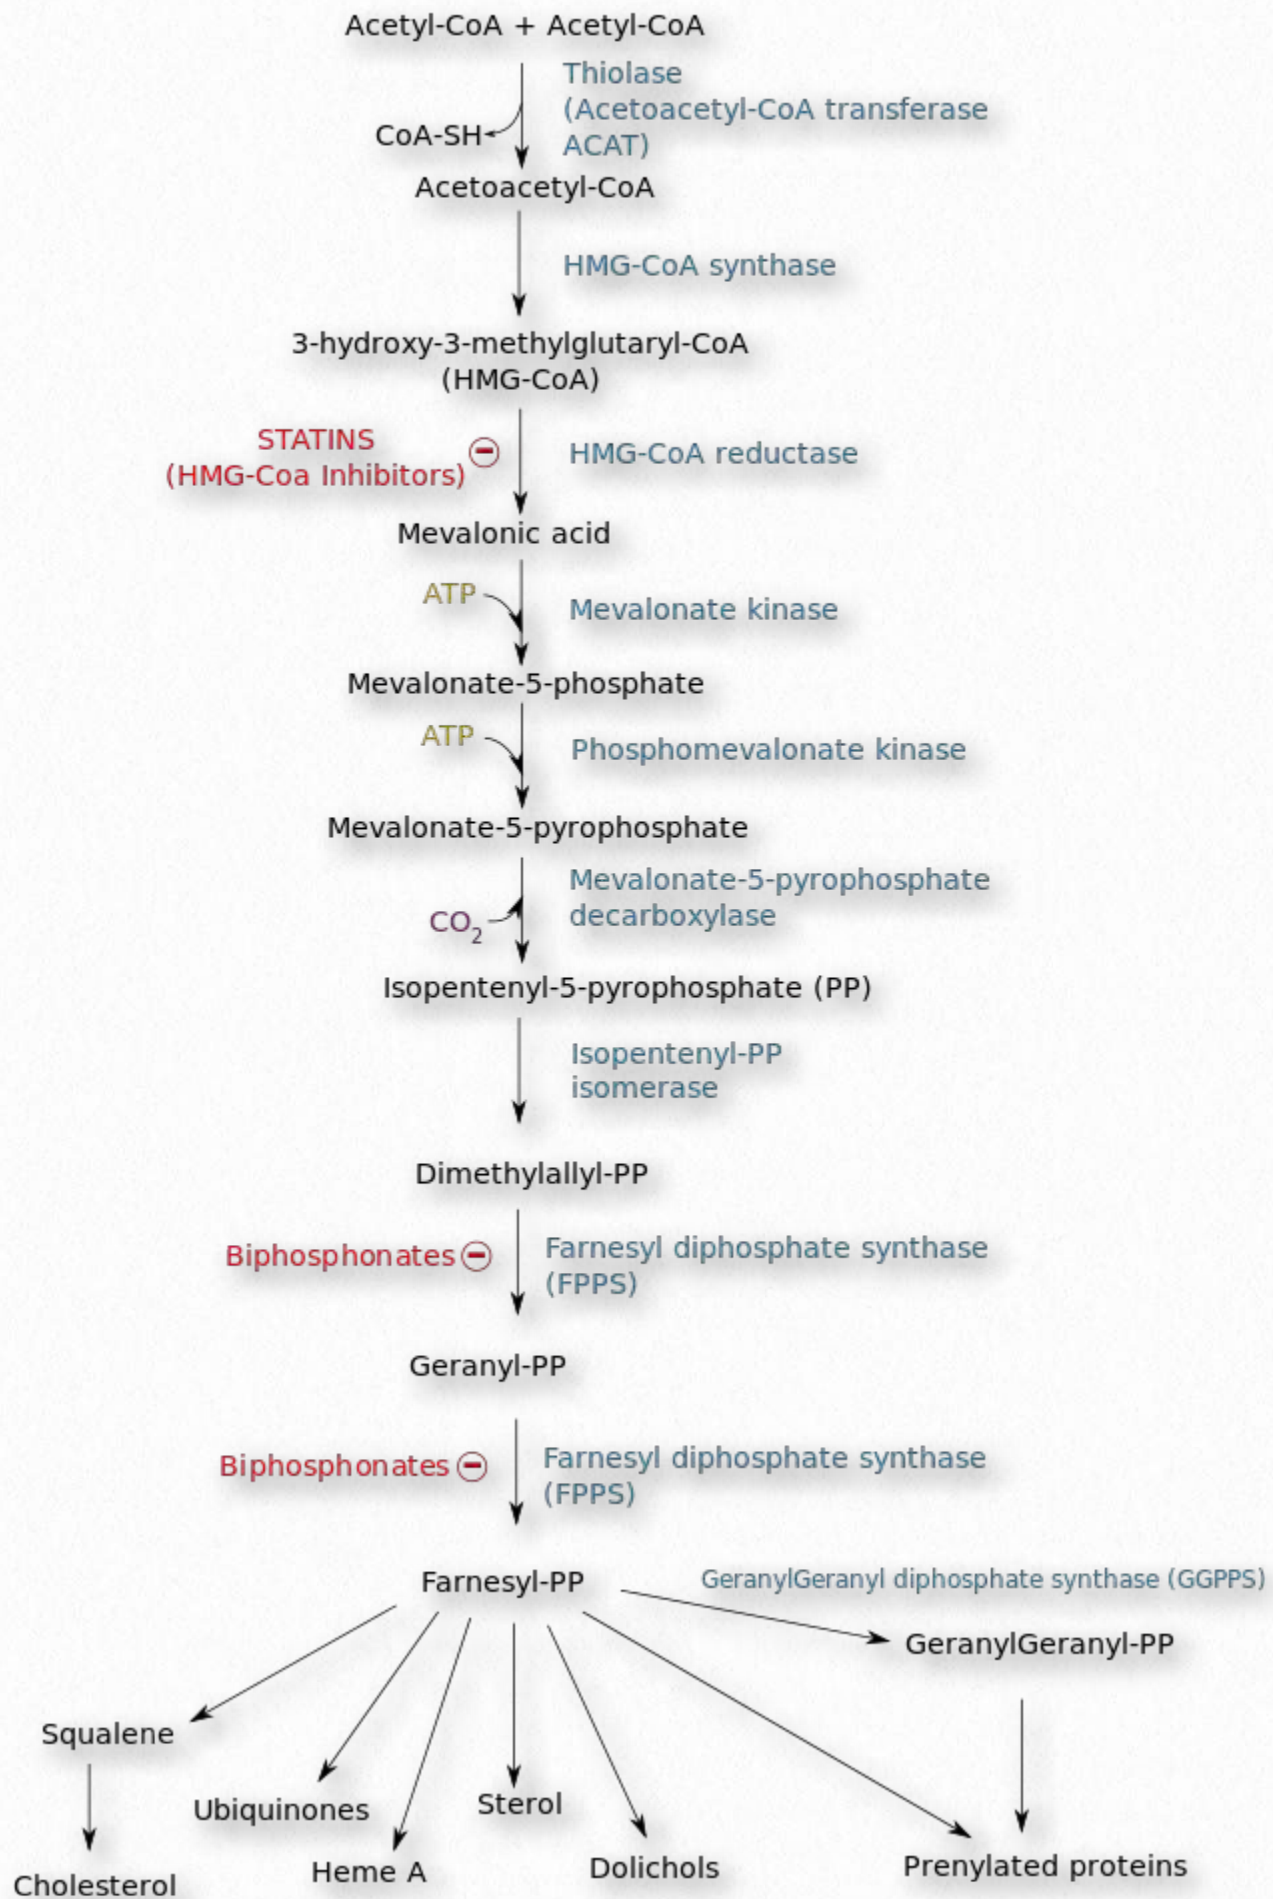 Acetyl-CoA + Acetyl-CoA
Thiolase
(Acetoacetyl-CoA transferase
ACAT)
CoA-SH
Acetoacetyl-CoA
HMG-CoA synthase
3-hydroxy-3-methylglutaryl-CoA
(HMG-CoA)
STATINS
(HMG-Coa Inhibitors)
HMG-CoA reductase
Mevalonic acid
ATP
Mevalonate kinase
Mevalonate-5-phosphate
ATP
Phosphomevalonate kinase
Mevalonate-5-pyrophosphate
Mevalonate-5-pyrophosphate
decarboxylase
CO2
Isopentenyl-5-pyrophosphate (PP)
Isopentenyl-PP
isomerase
Dimethylallyl-PP
Biphosphonates
Farnesyl diphosphate synthase
(FPPS)
Geranyl-PP
Biphosphonates
Farnesyl diphosphate synthase
(FPPS)
Farnesyl-PP
GeranylGeranyl diphosphate synthase (GGPPS)
GeranylGeranyl-PP
Squalene
Ubiquinones
Sterol
Cholesterol
Heme A
Dolichols
Prenylated proteins